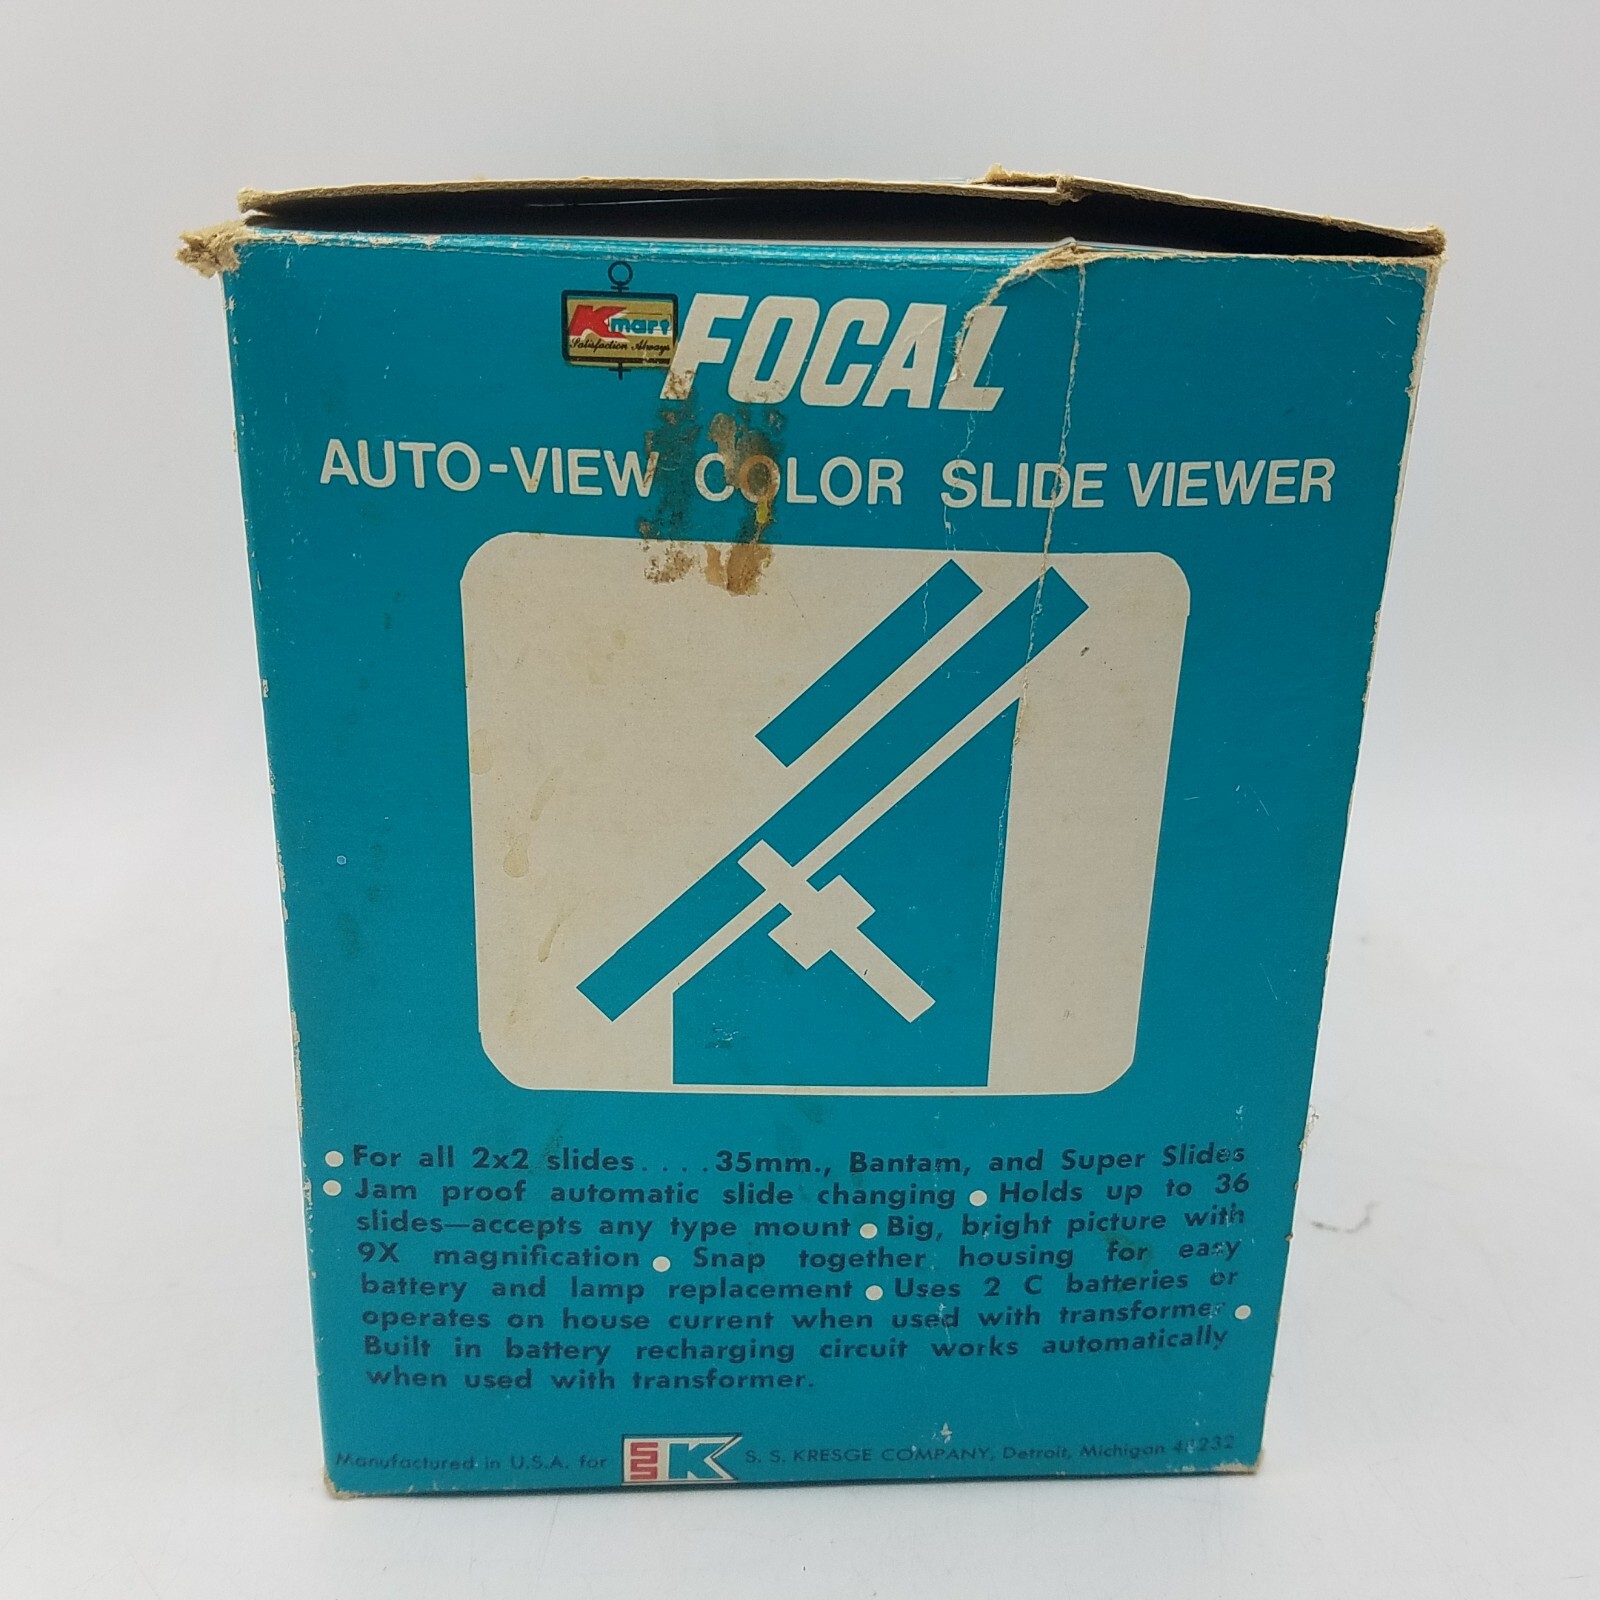 Kmart
Satisfaction Always
FOCAL
AUTO-VIEW COLOR SLIDE VIEWER
For all 2x2 slides....35mm., Bantam, and Super Slides
Jam proof automatic slide changing ● Holds up to 36
slides—accepts any type mount ● Big, bright picture with
9X magnification ● Snap together housing for easy
battery and lamp replacement ● Uses 2 C batteries or
operates on house current when used with transformer ●
Built in battery recharging circuit works automatically
when used with transformer.
Manufactured in U.S.A. for SSK S. S. KRESGE COMPANY, Detroit, Michigan 48232